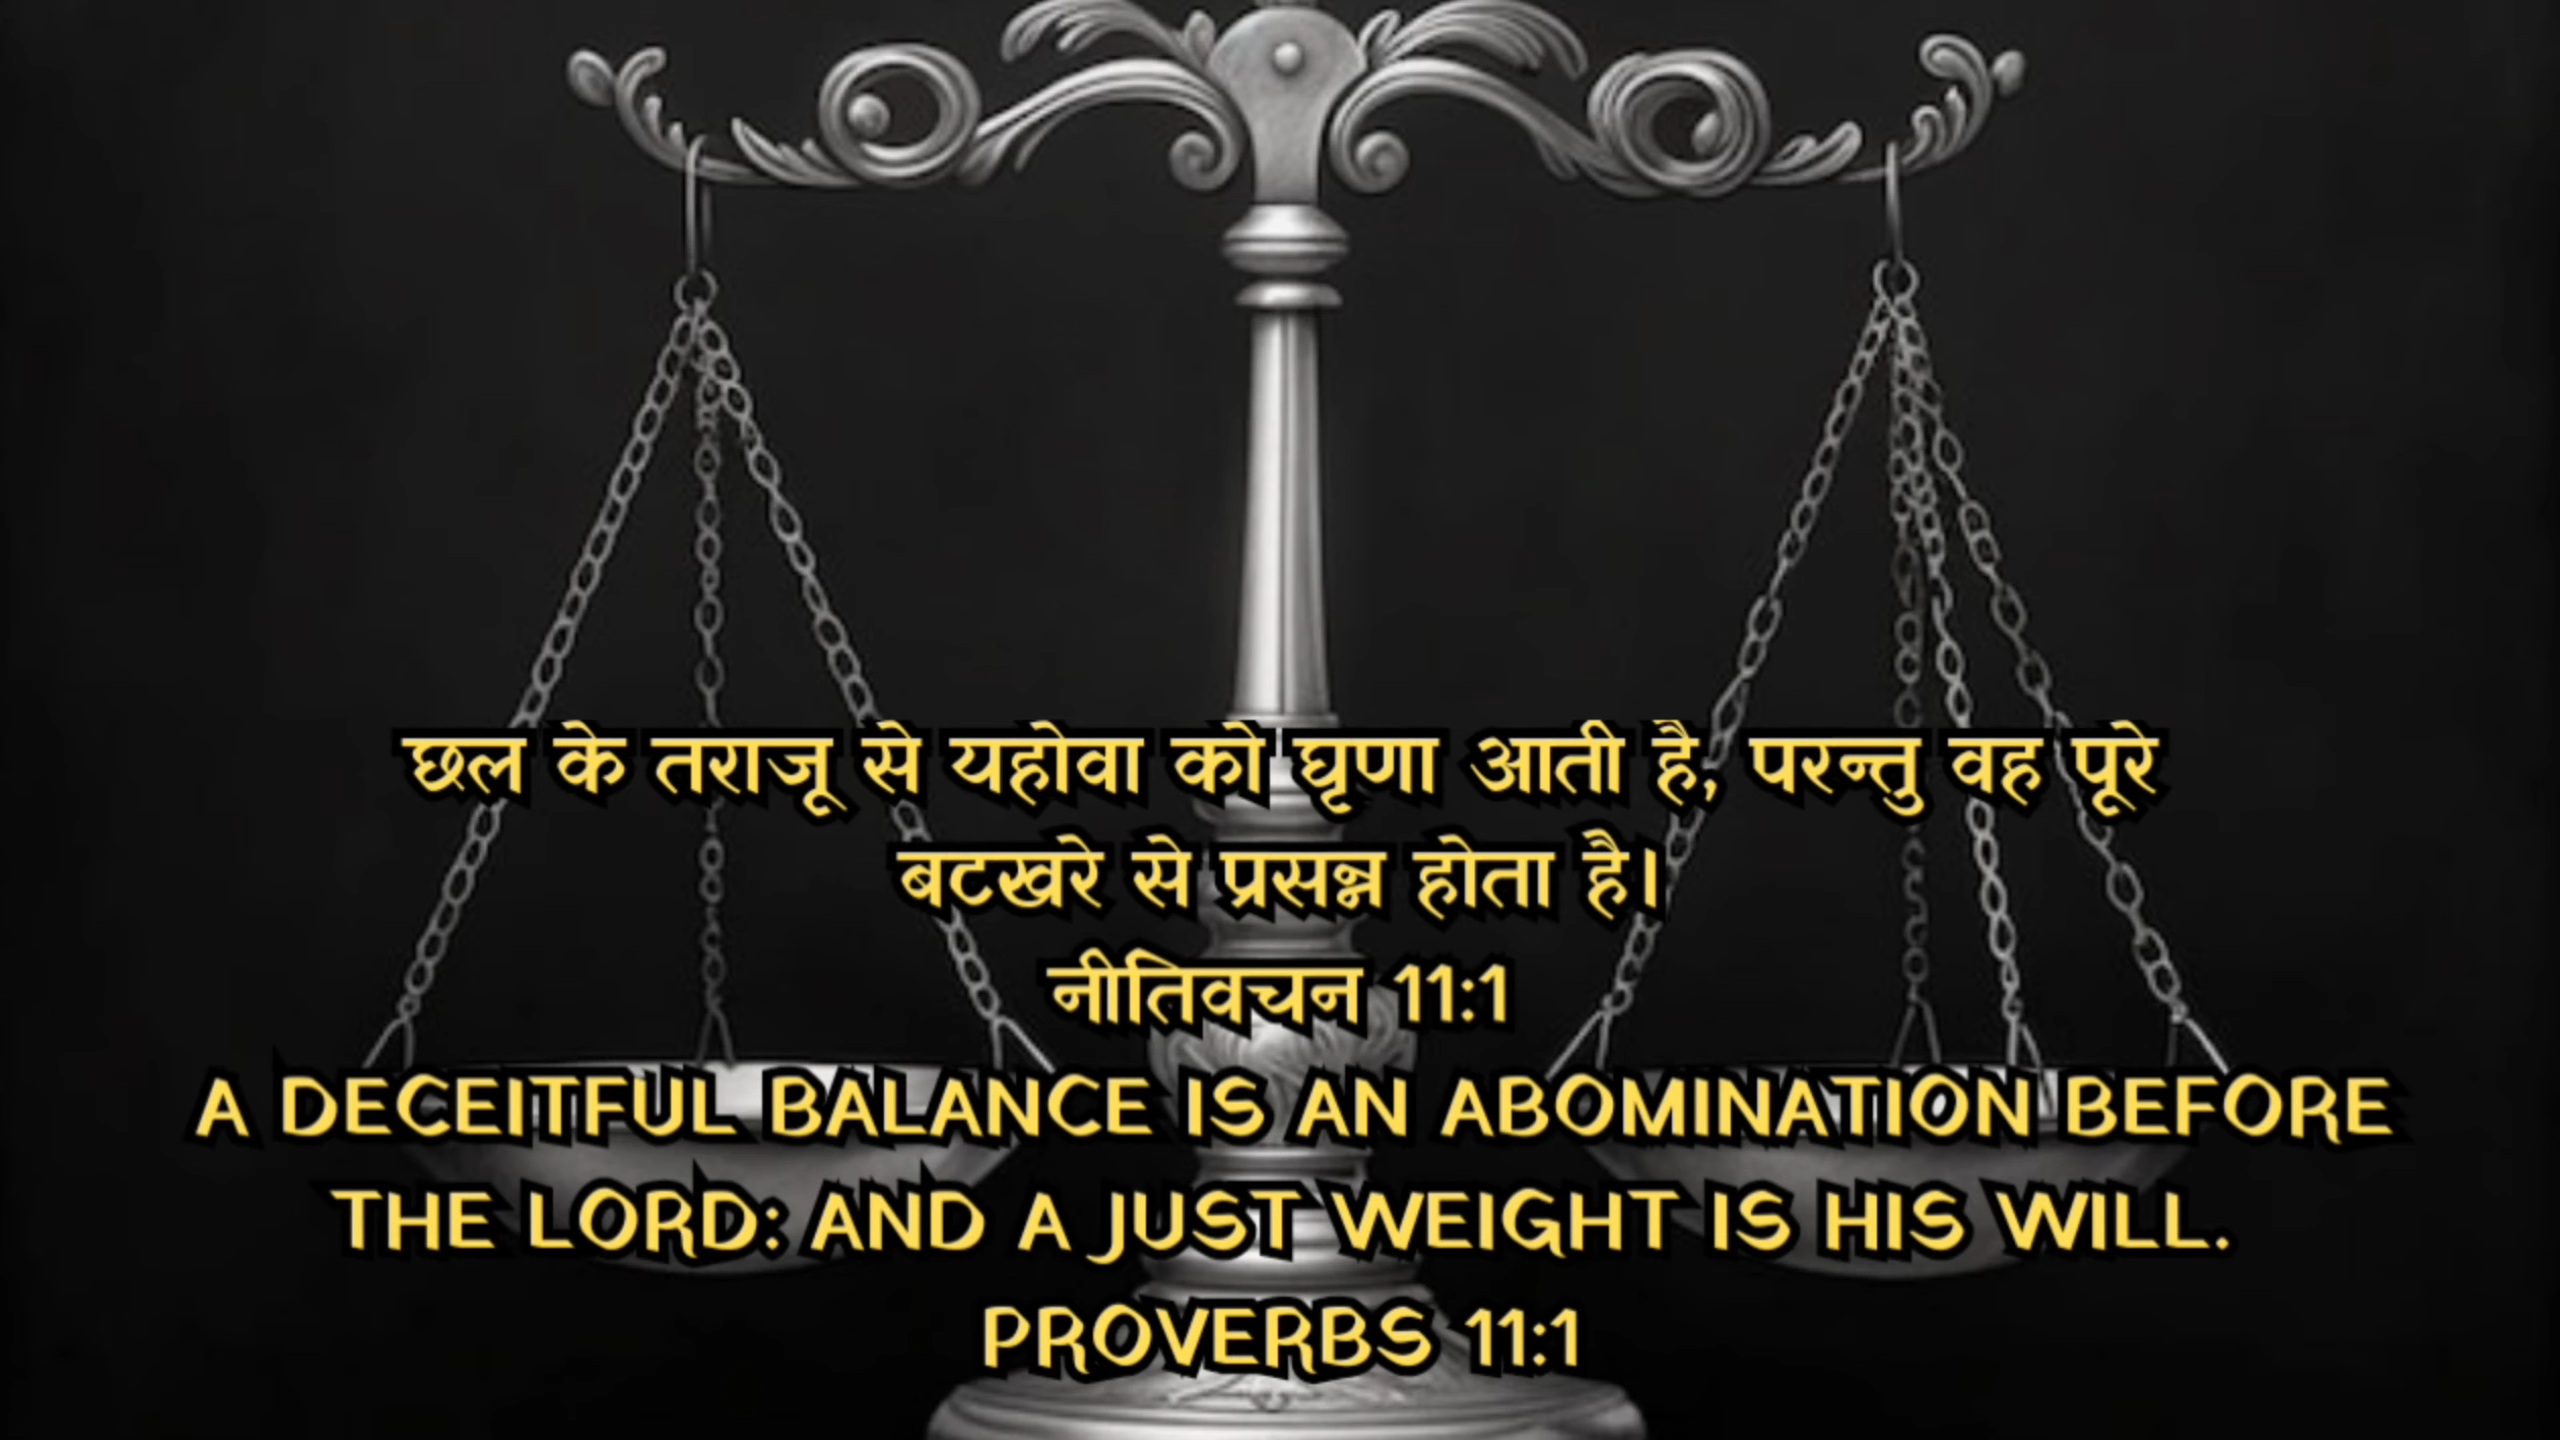 छल के तराजू से यहोवा को घृणा आती है, परन्तु वह पूरे
बटखरे से प्रसन्न होता है।
नीतिवचन 11:1
A DECEITFUL BALANCE IS AN ABOMINATION BEFORE
THE LORD: AND A JUST WEIGHT IS HIS WILL.
PROVERBS 11:1